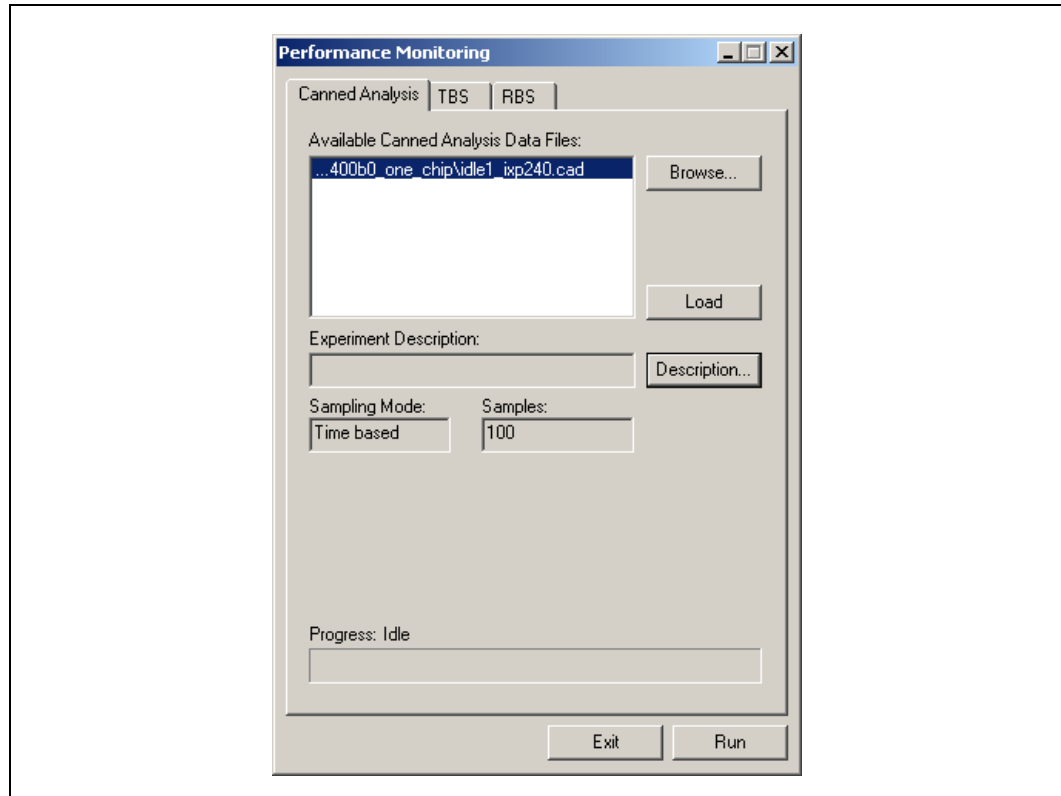 Performance Monitoring
Canned Analysis TBS RBS
Available Canned Analysis Data Files:
...400b0_one_chip\idle1_ixp240.cad
Browse...
Load
Experiment Description:
Description...
Sampling Mode: Samples:
Time based 100
Progress: Idle
Exit Run